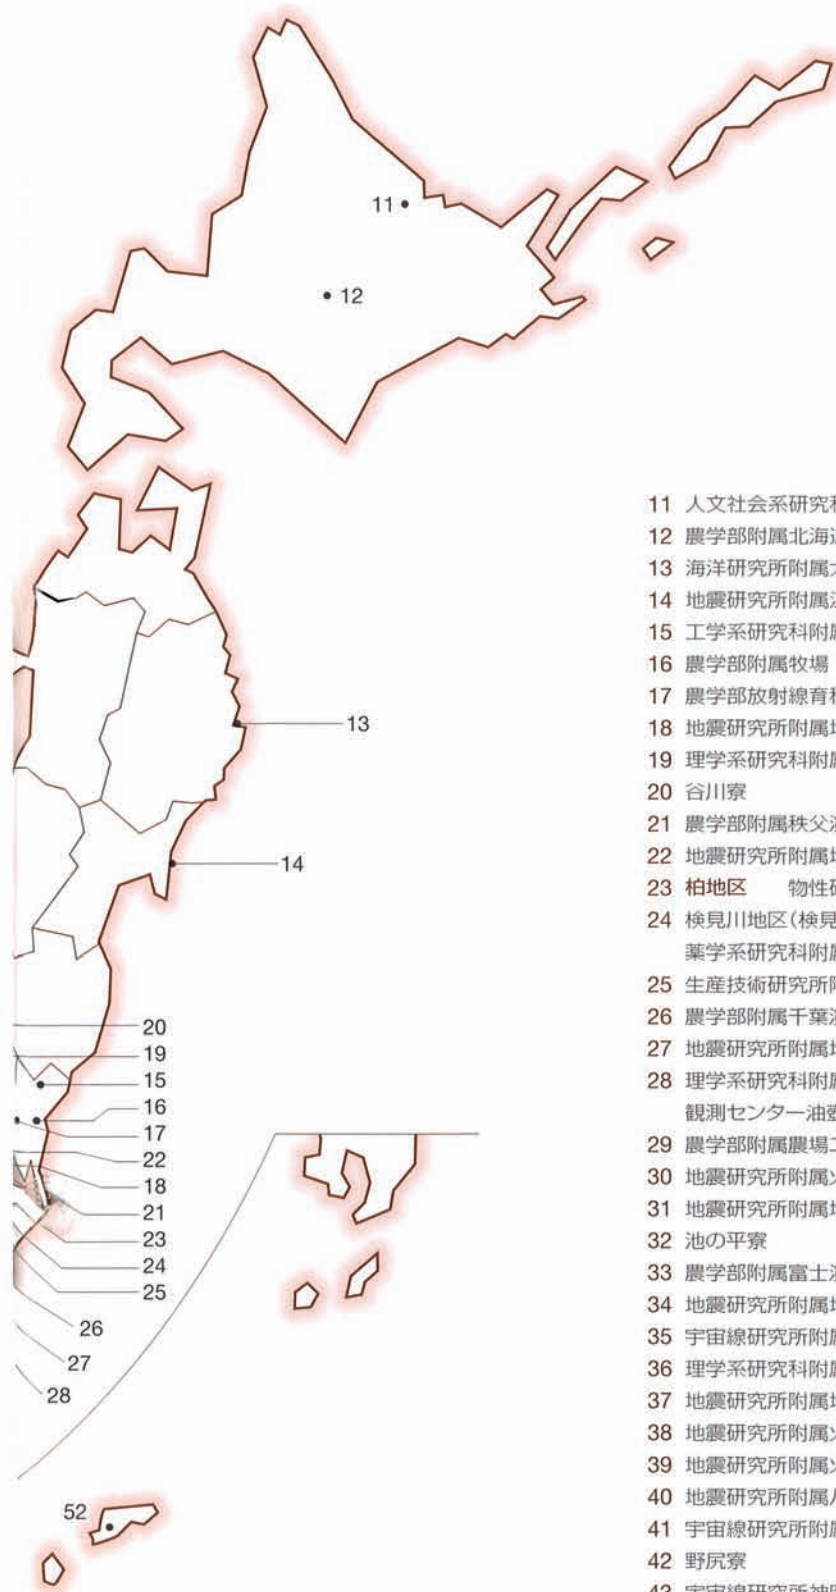 11
12
13
14
20
19
15
16
17
22
18
21
23
24
25
26
27
28
52
11 人文社会系研究科
12 農学部附属北海道
13 海洋研究所附属
14 地震研究所附属
15 工学系研究科附属
16 農学部附属牧場
17 農学部放射線育種
18 地震研究所附属地
19 理学系研究科附属
20 谷川寮
21 農学部附属秩父演
22 地震研究所附属地
23 柏地区 物性研
24 検見川地区(検見
薬学系研究科附属
25 生産技術研究所附
26 農学部附属千葉演
27 地震研究所附属地
28 理学系研究科附属
観測センター油壺
29 農学部附属農場
30 地震研究所附属火
31 地震研究所附属地
32 池の平寮
33 農学部附属富士演
34 地震研究所附属地
35 宇宙線研究所附属
36 理学系研究科附属
37 地震研究所附属地
38 地震研究所附属火
39 地震研究所附属火
40 地震研究所附属八
41 宇宙線研究所附属
42 野尻寮
43 宇宙線研究所神岡